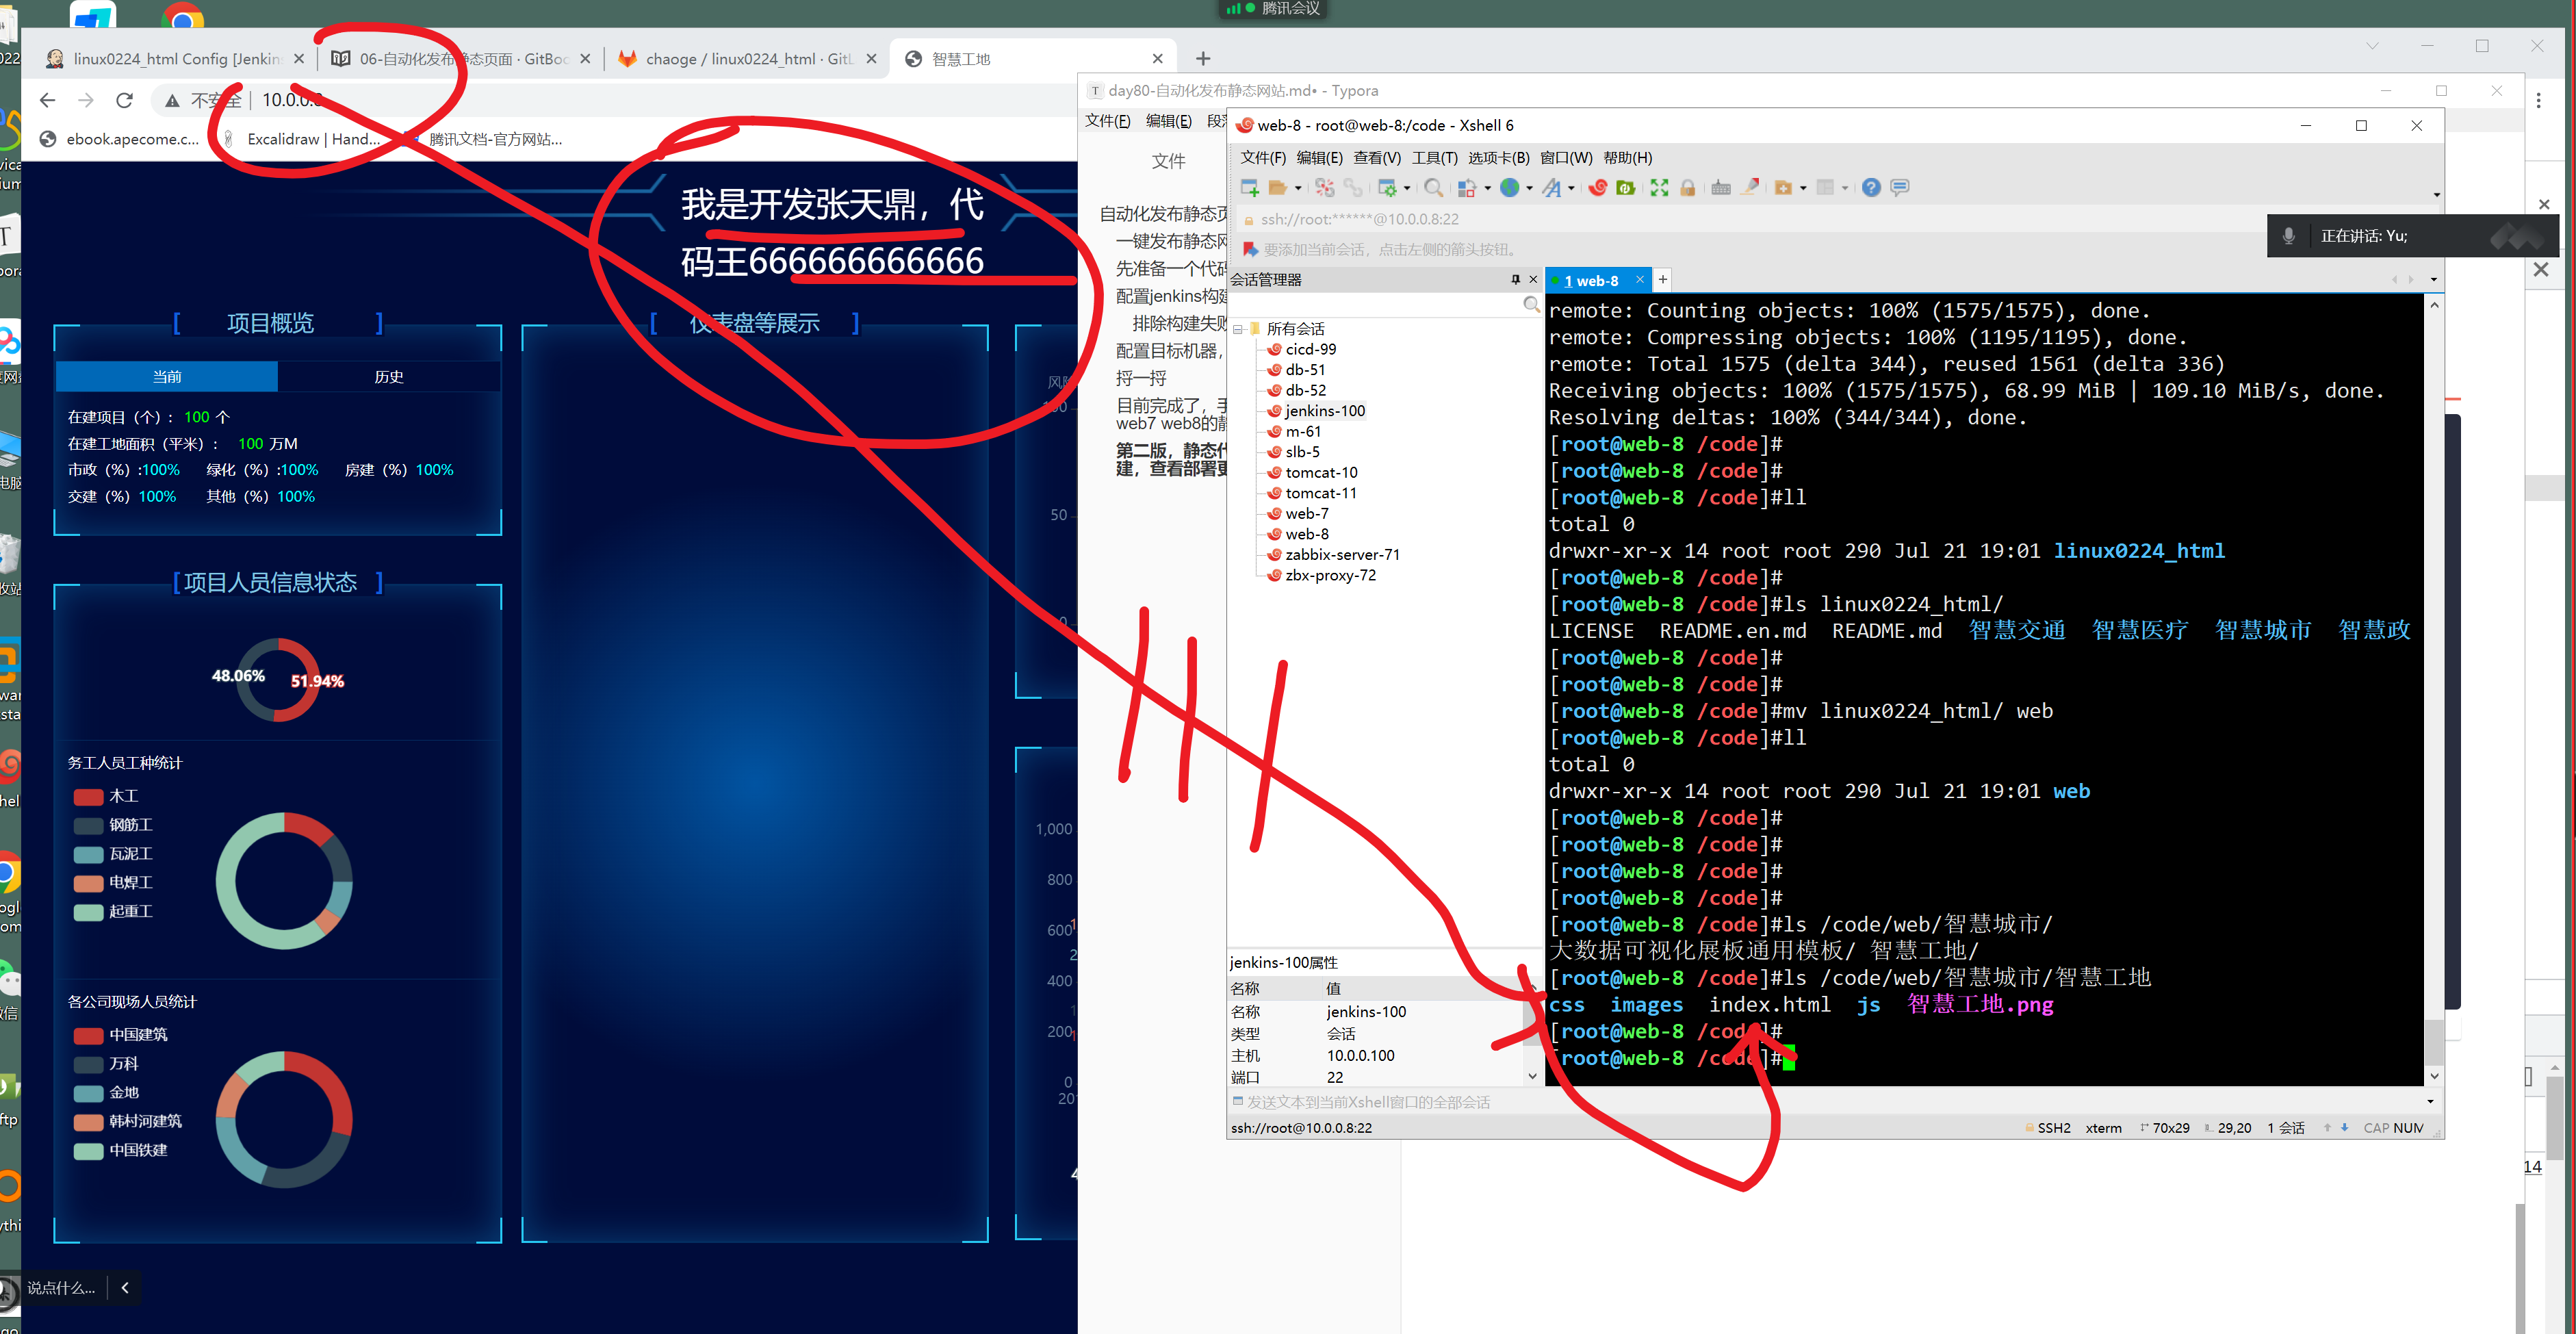 腾讯会议
linux0224_html Config [Jenkin
06-自动化发布静态页面 · GitBoo
chaoge / linux0224_html · GitL
智慧工地
不安全
10.0.0.8
ebook.apecome.c...
Excalidraw | Hand...
腾讯文档-官方网站...
我是开发张天鼎，代
码王666666666666
[ 项目概览 ]
当前
历史
在建项目（个）: 100 个
在建工地面积（平米）: 100 万M
市政（%）:100% 绿化（%）:100% 房建（%）100%
交建（%）100% 其他（%）100%
[ 项目人员信息状态 ]
48.06%
51.94%
务工人员工种统计
木工
钢筋工
瓦泥工
电焊工
起重工
各公司现场人员统计
中国建筑
万科
金地
韩村河建筑
中国铁建
[ 仪表盘等展示 ]
50
1,000
800
600
400
200
0
说点什么...
day80-自动化发布静态网站.md• - Typora
文件(F) 编辑(E) 段落
文件
自动化发布静态页
一键发布静态网
先准备一个代码
配置jenkins构建
排除构建失败
配置目标机器，
捋一捋
目前完成了，手
web7 web8的静
第二版，静态代
建，查看部署更
web-8 - root@web-8:/code - Xshell 6
文件(F) 编辑(E) 查看(V) 工具(T) 选项卡(B) 窗口(W) 帮助(H)
ssh://root:******@10.0.0.8:22
要添加当前会话，点击左侧的箭头按钮。
正在讲话: Yu;
会话管理器
1 web-8
所有会话
cicd-99
db-51
db-52
jenkins-100
m-61
slb-5
tomcat-10
tomcat-11
web-7
web-8
zabbix-server-71
zbx-proxy-72
jenkins-100属性
名称 值
名称 jenkins-100
类型 会话
主机 10.0.0.100
端口 22
remote: Counting objects: 100% (1575/1575), done.
remote: Compressing objects: 100% (1195/1195), done.
remote: Total 1575 (delta 344), reused 1561 (delta 336)
Receiving objects: 100% (1575/1575), 68.99 MiB | 109.10 MiB/s, done.
Resolving deltas: 100% (344/344), done.
[root@web-8 /code]#
[root@web-8 /code]#
[root@web-8 /code]#ll
total 0
drwxr-xr-x 14 root root 290 Jul 21 19:01 linux0224_html
[root@web-8 /code]#
[root@web-8 /code]#ls linux0224_html/
LICENSE README.en.md README.md 智慧交通 智慧医疗 智慧城市 智慧政
[root@web-8 /code]#
[root@web-8 /code]#
[root@web-8 /code]#mv linux0224_html/ web
[root@web-8 /code]#ll
total 0
drwxr-xr-x 14 root root 290 Jul 21 19:01 web
[root@web-8 /code]#
[root@web-8 /code]#
[root@web-8 /code]#
[root@web-8 /code]#
[root@web-8 /code]#ls /code/web/智慧城市/
大数据可视化展板通用模板/ 智慧工地/
[root@web-8 /code]#ls /code/web/智慧城市/智慧工地
css images index.html js 智慧工地.png
[root@web-8 /code]#
[root@web-8 /code]#
发送文本到当前Xshell窗口的全部会话
ssh://root@10.0.0.8:22
SSH2 xterm 70x29 29,20 1 会话 CAP NUM
14